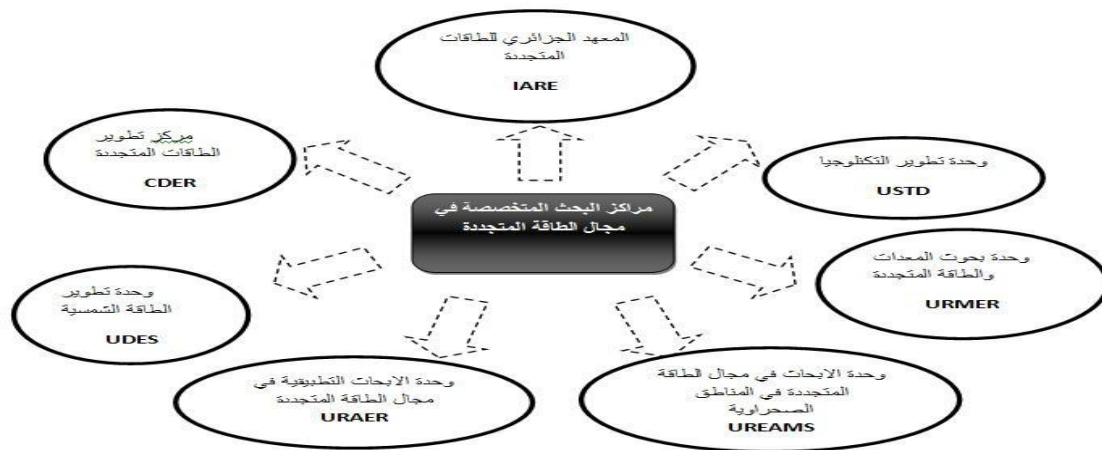 المعهد الجزائري للطاقات
المتجددة
IARE
مركز تطوير
الطاقات المتجددة
CDER
وحدة تطوير التكنلوجيا
USTD
مراكز البحث المتخصصة في
مجال الطاقة المتجددة
وحدة بحوث المعدات
والطاقة المتجددة
URMER
وحدة تطوير
الطاقة الشمسية
UDES
وحدة الابحاث التطبيقية في
مجال الطاقة المتجددة
URAER
وحدة الابحاث في مجال الطاقة
المتجددة في المناطق
الصحراوية
UREAMS